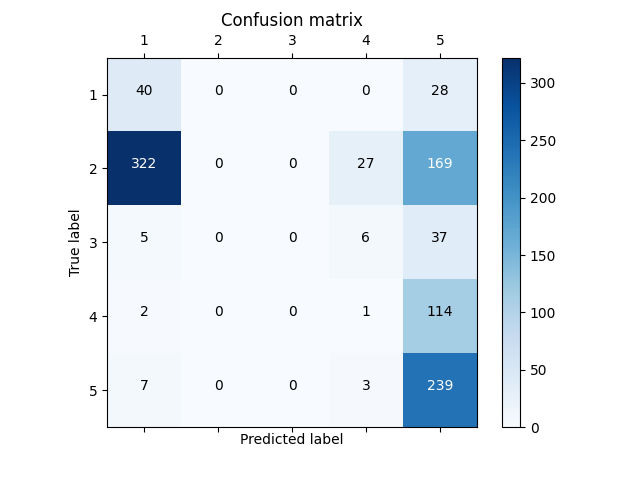 Confusion matrix
1 2 3 4 5
1 40 0 0 0 28
2 322 0 0 27 169
3 5 0 0 6 37
4 2 0 0 1 114
5 7 0 0 3 239
True label
Predicted label
300
250
200
150
100
50
0